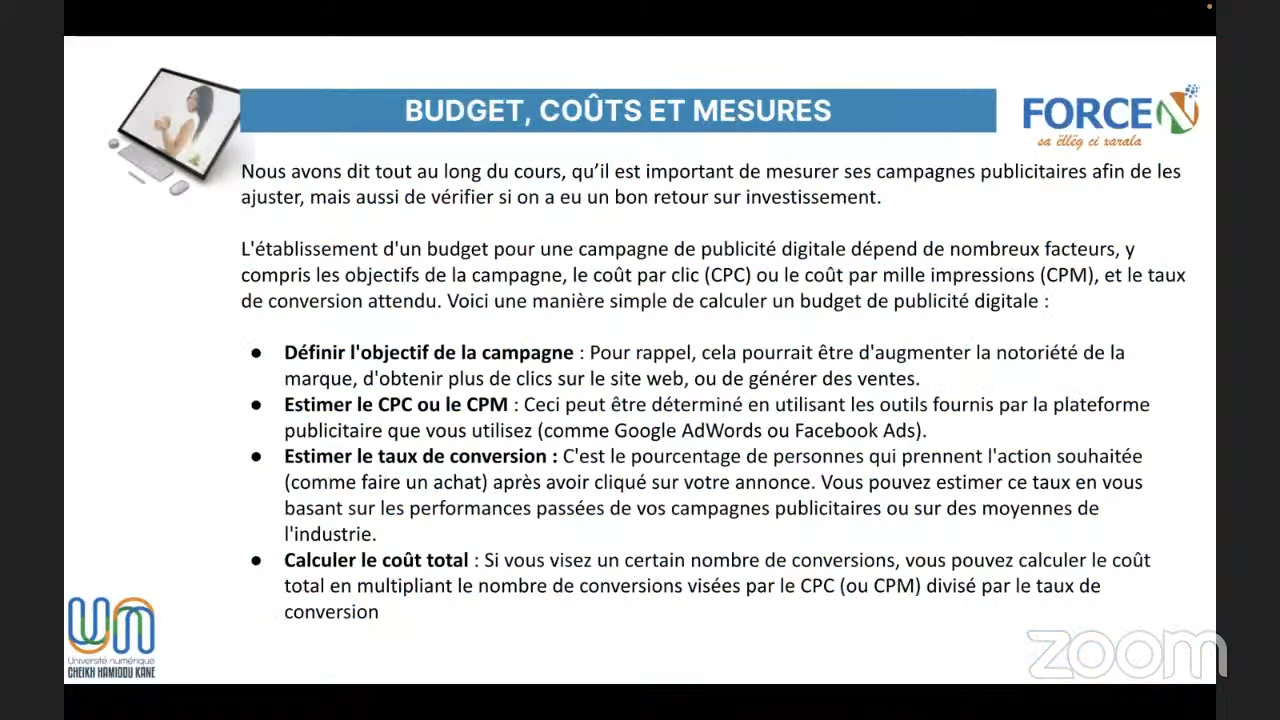 BUDGET, COÛTS ET MESURES
FORCEN
sa ëllëg ci xarala
Nous avons dit tout au long du cours, qu’il est important de mesurer ses campagnes publicitaires afin de les
ajuster, mais aussi de vérifier si on a eu un bon retour sur investissement.
L'établissement d'un budget pour une campagne de publicité digitale dépend de nombreux facteurs, y
compris les objectifs de la campagne, le coût par clic (CPC) ou le coût par mille impressions (CPM), et le taux
de conversion attendu. Voici une manière simple de calculer un budget de publicité digitale :
● Définir l'objectif de la campagne : Pour rappel, cela pourrait être d'augmenter la notoriété de la
marque, d'obtenir plus de clics sur le site web, ou de générer des ventes.
● Estimer le CPC ou le CPM : Ceci peut être déterminé en utilisant les outils fournis par la plateforme
publicitaire que vous utilisez (comme Google AdWords ou Facebook Ads).
● Estimer le taux de conversion : C'est le pourcentage de personnes qui prennent l'action souhaitée
(comme faire un achat) après avoir cliqué sur votre annonce. Vous pouvez estimer ce taux en vous
basant sur les performances passées de vos campagnes publicitaires ou sur des moyennes de
l'industrie.
● Calculer le coût total : Si vous visez un certain nombre de conversions, vous pouvez calculer le coût
total en multipliant le nombre de conversions visées par le CPC (ou CPM) divisé par le taux de
conversion
un
Université numérique
CHEIKH HAMIDOU KANE
zoom